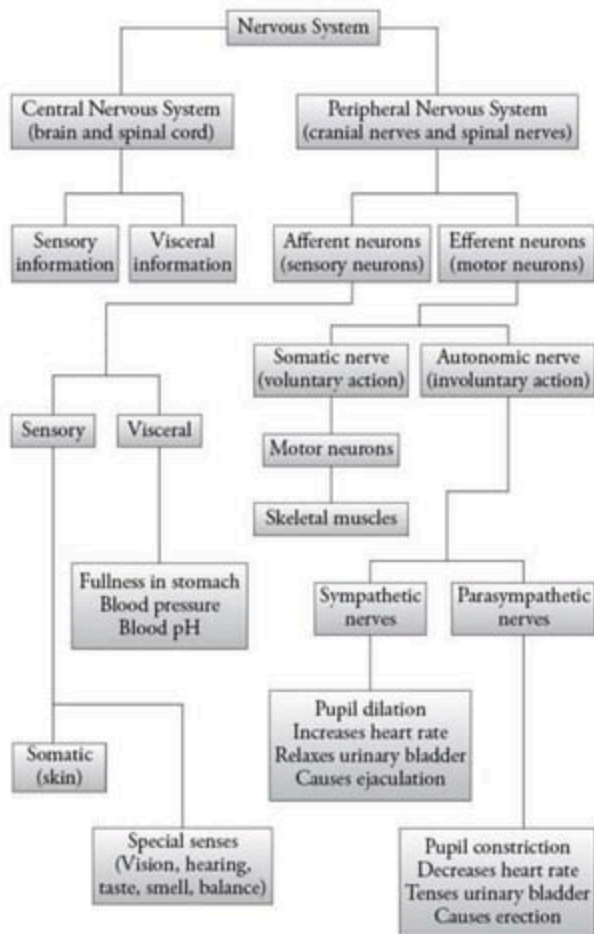 Nervous System
Central Nervous System
(brain and spinal cord)
Peripheral Nervous System
(cranial nerves and spinal nerves)
Sensory
information
Visceral
information
Afferent neurons
(sensory neurons)
Efferent neurons
(motor neurons)
Somatic nerve
(voluntary action)
Autonomic nerve
(involuntary action)
Sensory
Visceral
Motor neurons
Skeletal muscles
Fullness in stomach
Blood pressure
Blood pH
Sympathetic
nerves
Parasympathetic
nerves
Pupil dilation
Increases heart rate
Relaxes urinary bladder
Causes ejaculation
Somatic
(skin)
Special senses
(Vision, hearing,
taste, smell, balance)
Pupil constriction
Decreases heart rate
Tenses urinary bladder
Causes erection